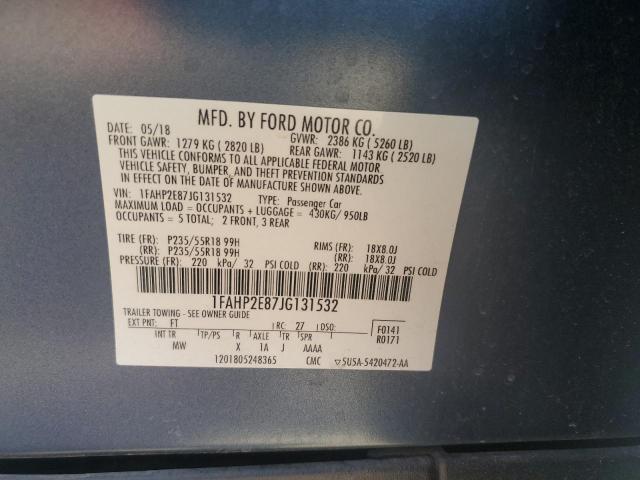 MFD. BY FORD MOTOR CO.
DATE: 05/18 GVWR: 2386 KG ( 5260 LB)
FRONT GAWR: 1279 KG ( 2820 LB) REAR GAWR: 1143 KG ( 2520 LB)
THIS VEHICLE CONFORMS TO ALL APPLICABLE FEDERAL MOTOR
VEHICLE SAFETY, BUMPER, AND THEFT PREVENTION STANDARDS
IN EFFECT ON THE DATE OF MANUFACTURE SHOWN ABOVE.
VIN: 1FAHP2E87JG131532 TYPE: Passenger Car
MAXIMUM LOAD = OCCUPANTS + LUGGAGE = 430KG/ 950LB
OCCUPANTS = 5 TOTAL; 2 FRONT, 3 REAR
TIRE (FR): P235/55R18 99H RIMS (FR): 18X8.0J
(RR): P235/55R18 99H (RR): 18X8.0J
PRESSURE (FR): 220 kPa/ 32 PSI COLD (RR): 220 kPa/ 32 PSI COLD
1FAHP2E87JG131532
TRAILER TOWING - SEE OWNER GUIDE
EXT PNT: FT RC: 27 DSO: F0141
INT TR TP/PS R AXLE TR SPR R0171
MW X 1A J AAAA
1201805248365 CMC ▽5U5A-5420472-AA